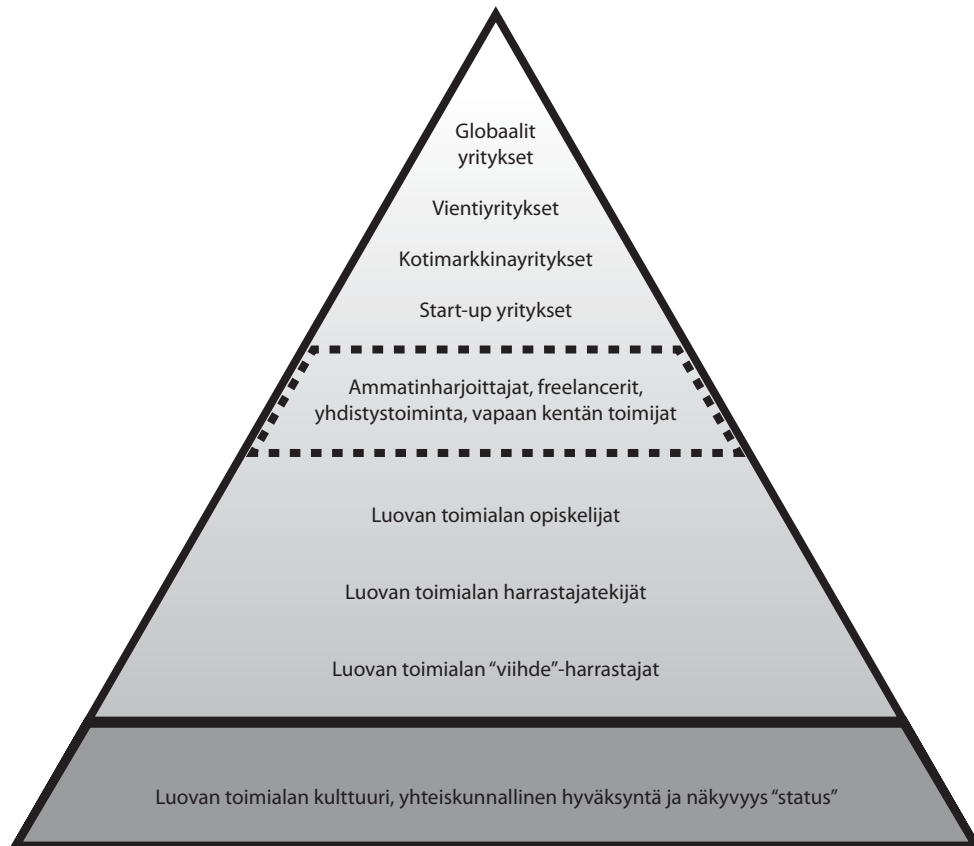 Globaalit
yritykset
Vientiyritykset
Kotimarkkinayritykset
Start-up yritykset
Ammatinharjoittajat, freelancerit,
yhdistystoiminta, vapaan kentän toimijat
Luovan toimialan opiskelijat
Luovan toimialan harrastajatekijät
Luovan toimialan “viihde”-harrastajat
Luovan toimialan kulttuuri, yhteiskunnallinen hyväksyntä ja näkyvyys “status”